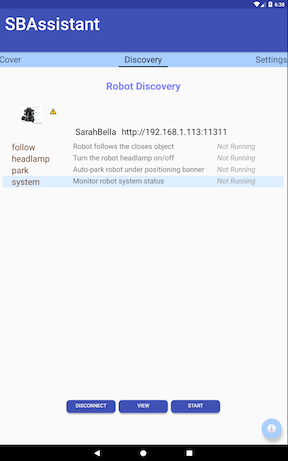 6:38
SBAssistant
Cover Discovery Settings
Robot Discovery
SarahBella http://192.168.1.113:11311
follow Robot follows the closes object Not Running
headlamp Turn the robot headlamp on/off Not Running
park Auto-park robot under positioning banner Not Running
system Monitor robot system status Not Running
DISCONNECT VIEW START